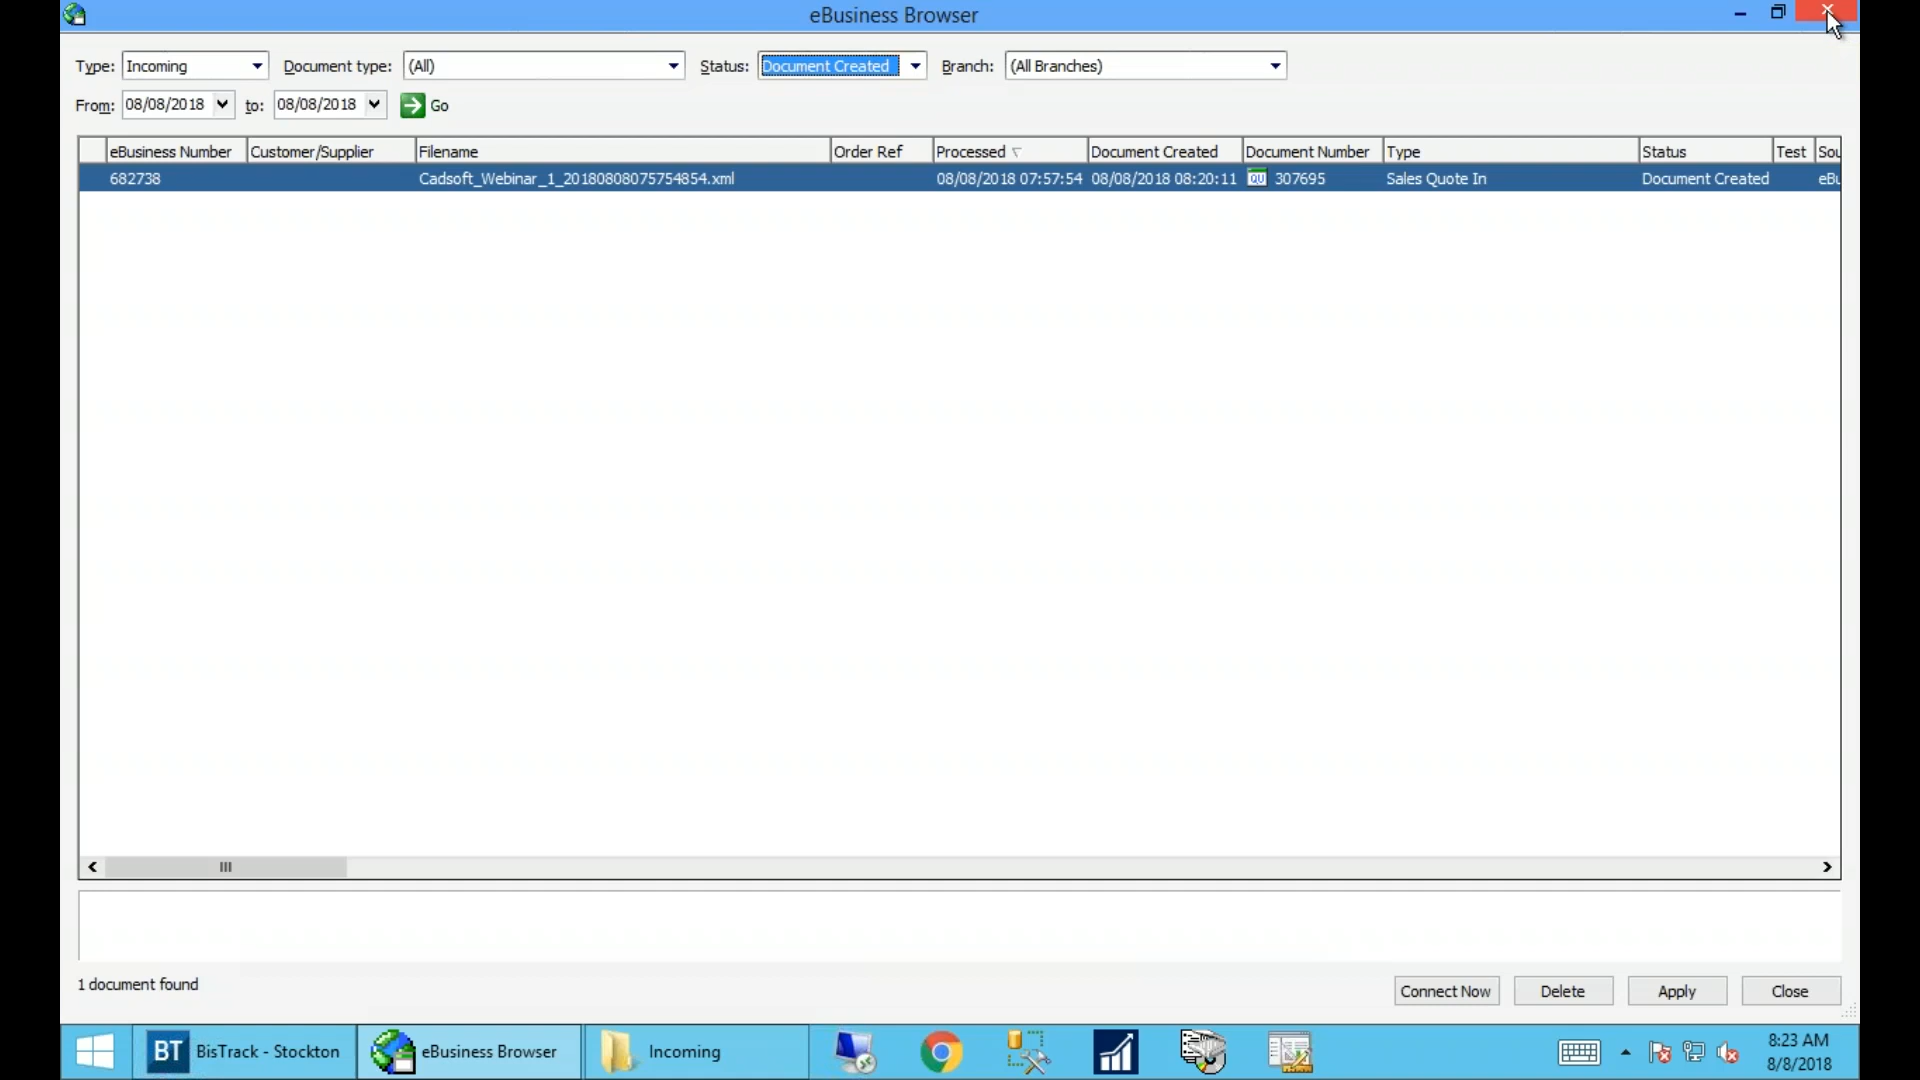 eBusiness Browser
Type: Incoming Document type: (All) Status: Document Created Branch: (All Branches)
From: 08/08/2018 to: 08/08/2018 Go
eBusiness Number Customer/Supplier Filename Order Ref Processed Document Created Document Number Type Status Test Sou
682738 Cadsoft_Webinar_1_20180808075754854.xml 08/08/2018 07:57:54 08/08/2018 08:20:11 QU 307695 Sales Quote In Document Created eBu
1 document found
Connect Now Delete Apply Close
BT BisTrack - Stockton eBusiness Browser Incoming 8:23 AM
8/8/2018